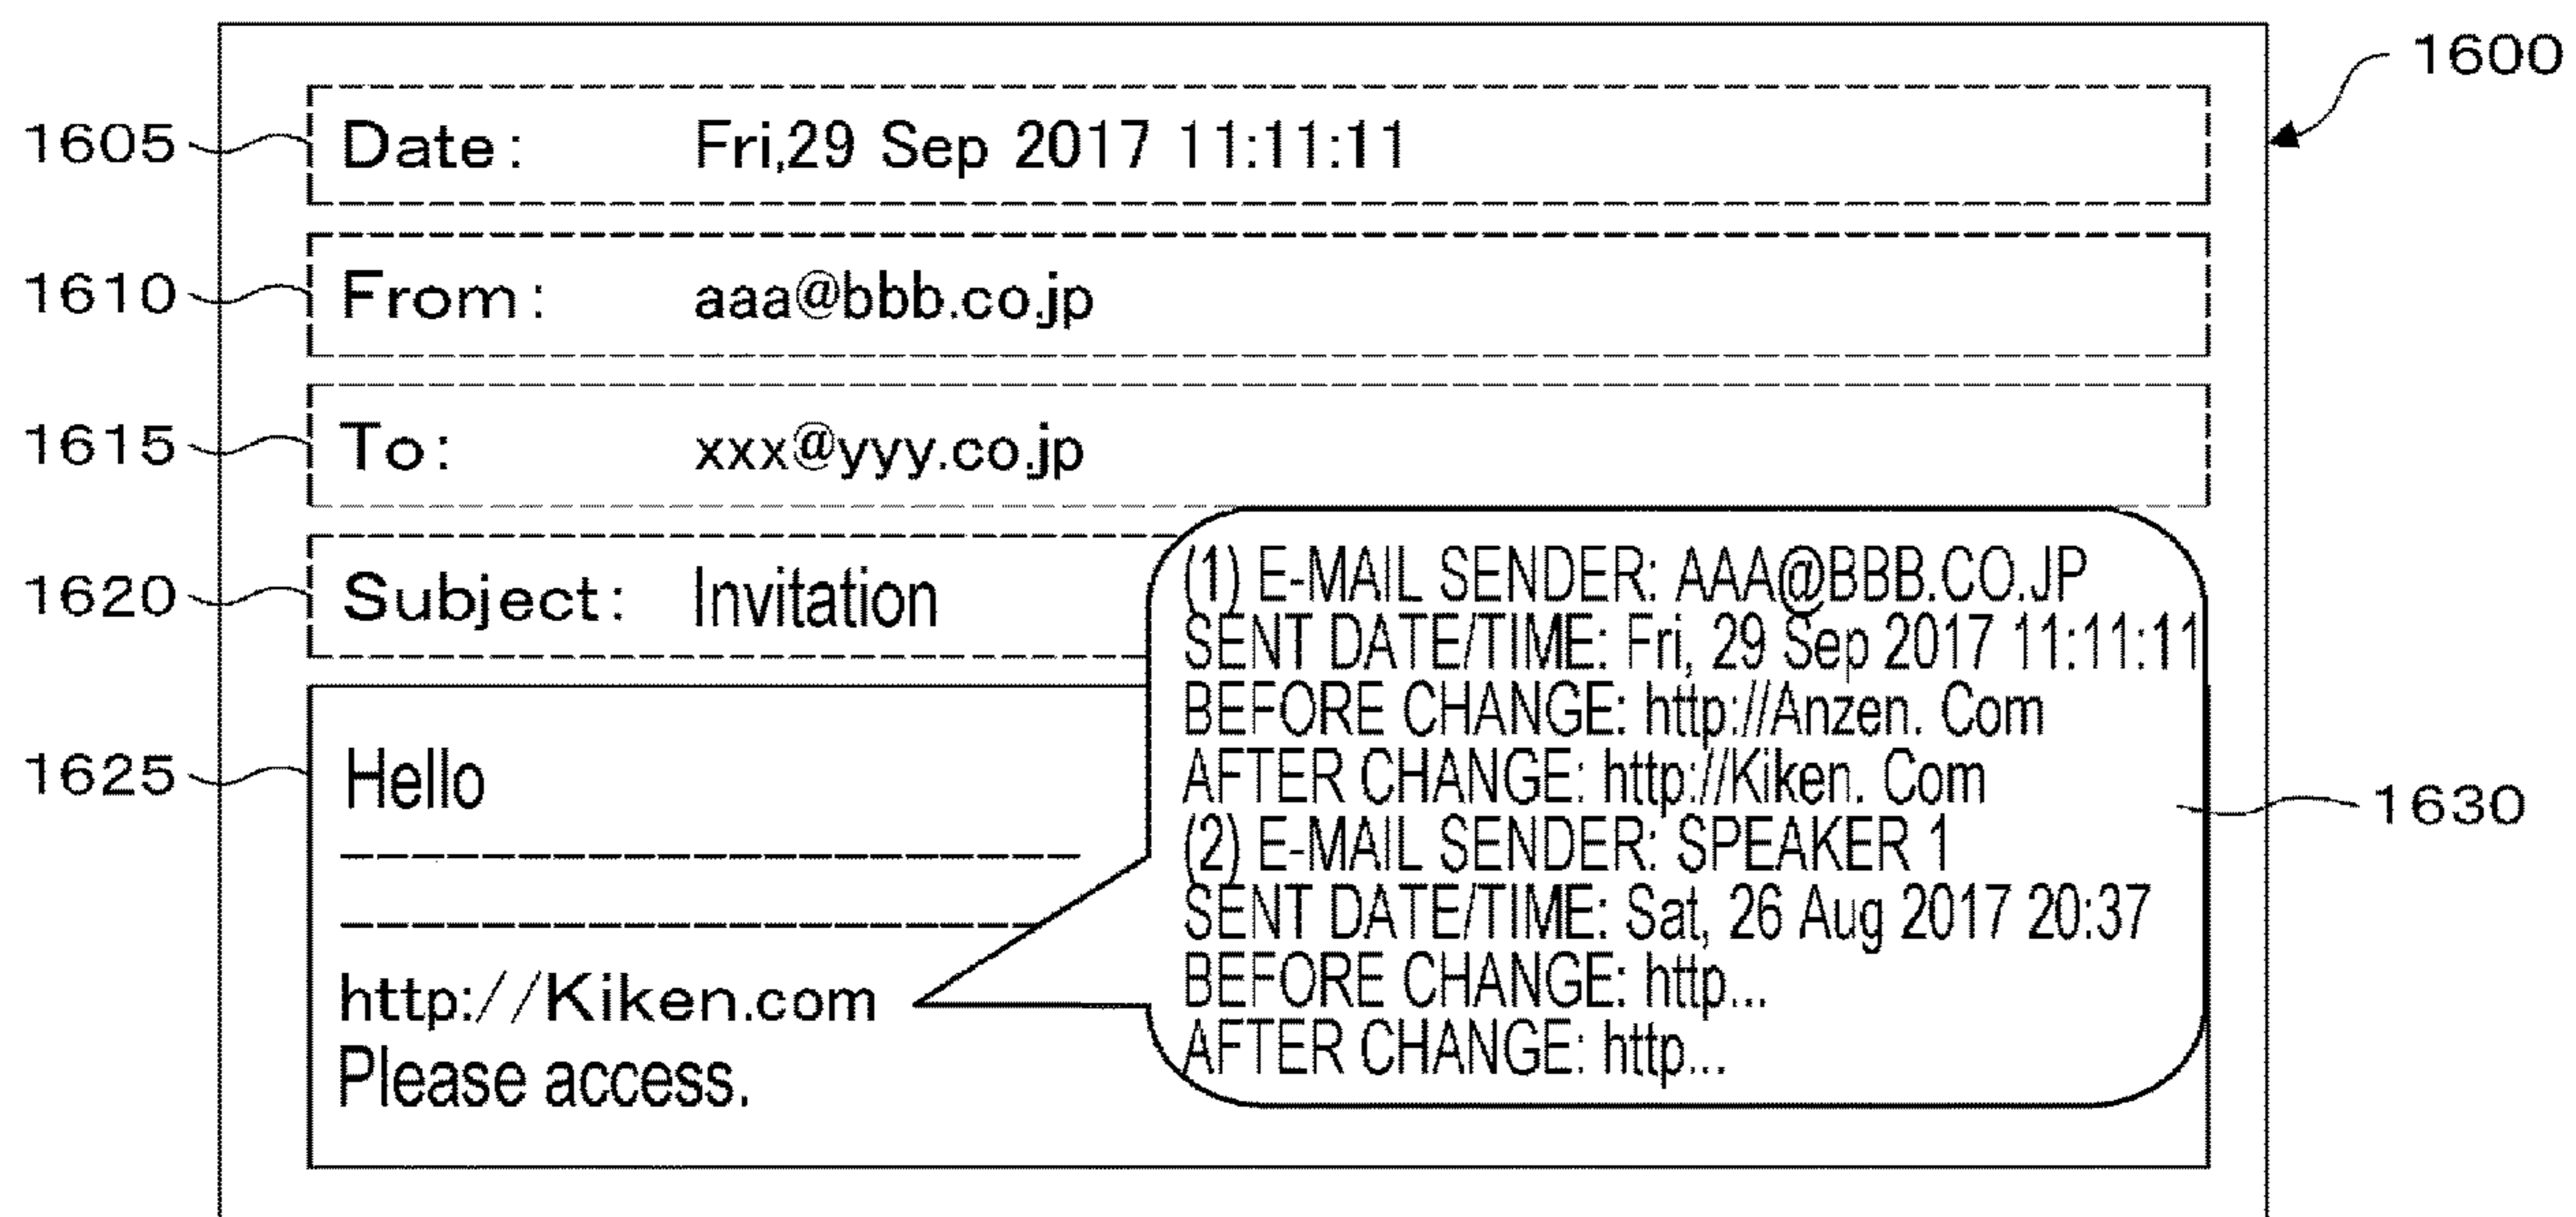 1600
1605 Date: Fri,29 Sep 2017 11:11:11
1610 From: aaa@bbb.co.jp
1615 To: xxx@yyy.co.jp
1620 Subject: Invitation
1625 Hello
http://Kiken.com
Please access.
(1) E-MAIL SENDER: AAA@BBB.CO.JP
SENT DATE/TIME: Fri, 29 Sep 2017 11:11:11
BEFORE CHANGE: http://Anzen. Com
AFTER CHANGE: http://Kiken. Com
(2) E-MAIL SENDER: SPEAKER 1
SENT DATE/TIME: Sat, 26 Aug 2017 20:37
BEFORE CHANGE: http...
AFTER CHANGE: http...
1630